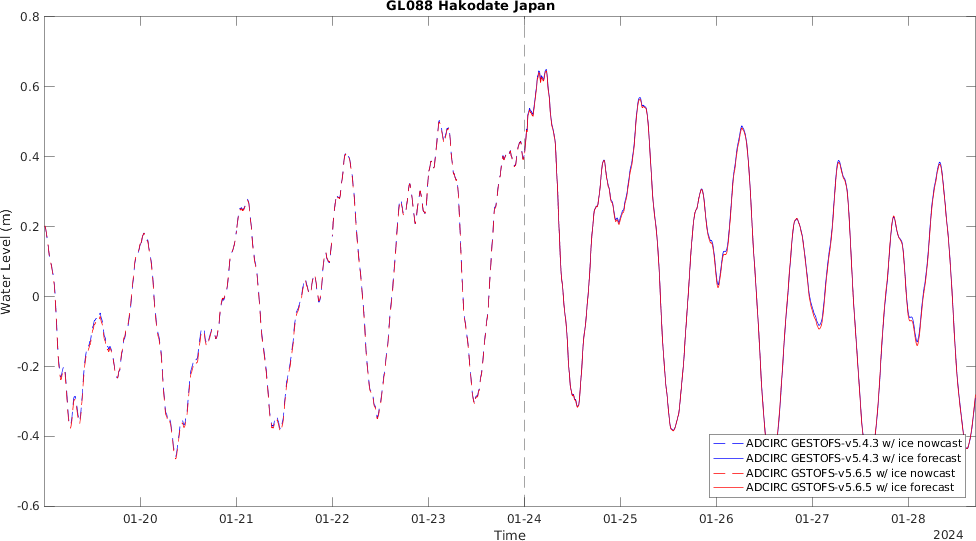 GL088 Hakodate Japan
0.8
0.6
0.4
0.2
0
-0.2
-0.4
-0.6
Water Level (m)
ADCIRC GESTOFS-v5.4.3 w/ ice nowcast
ADCIRC GESTOFS-v5.4.3 w/ ice forecast
ADCIRC GSTOFS-v5.6.5 w/ ice nowcast
ADCIRC GSTOFS-v5.6.5 w/ ice forecast
01-20 01-21 01-22 01-23 01-24 01-25 01-26 01-27 01-28
Time
2024